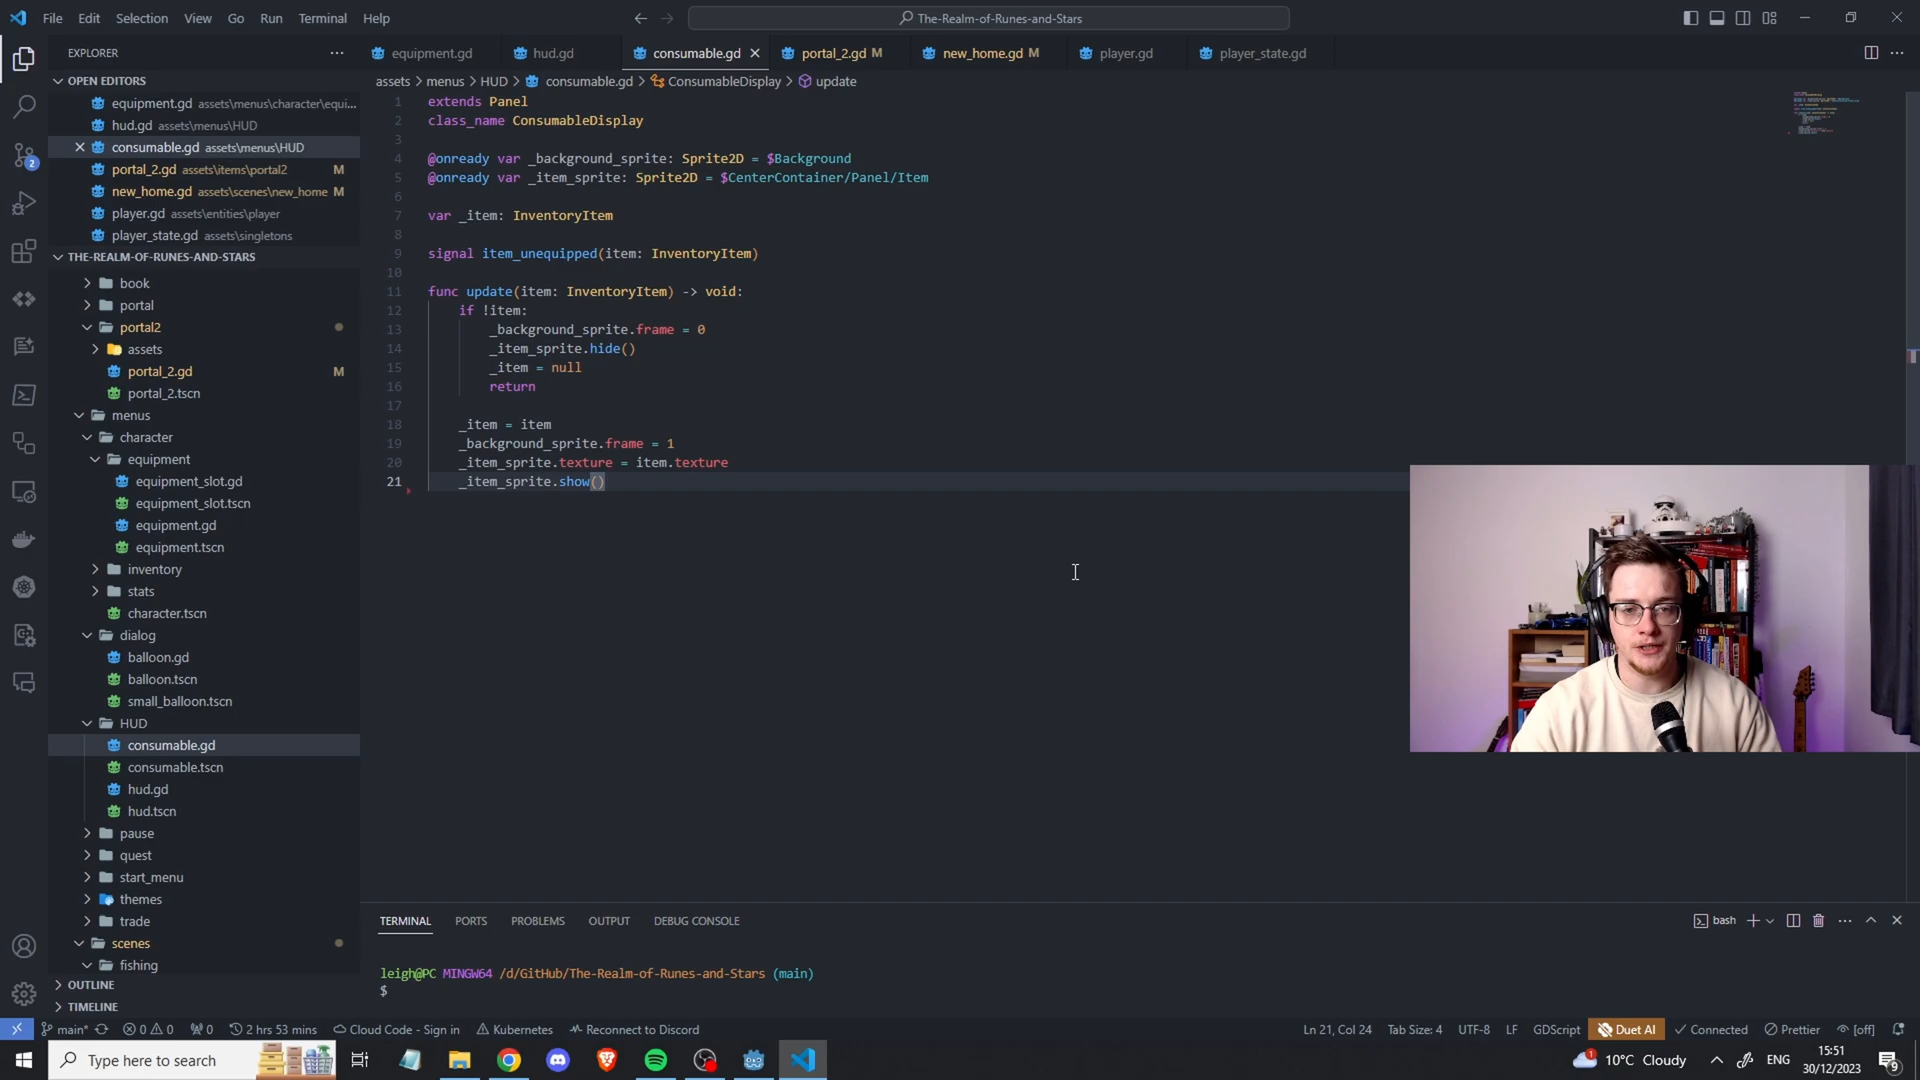 File Edit Selection View Go Run Terminal Help
The-Realm-of-Runes-and-Stars
EXPLORER
equipment.gd hud.gd consumable.gd portal_2.gd M new_home.gd M player.gd player_state.gd
OPEN EDITORS
equipment.gd assets\menus\character\equi...
hud.gd assets\menus\HUD
consumable.gd assets\menus\HUD
portal_2.gd assets\items\portal2 M
new_home.gd assets\scenes\new_home M
player.gd assets\entities\player
player_state.gd assets\singletons
THE-REALM-OF-RUNES-AND-STARS
book
portal
portal2
assets
portal_2.gd M
portal_2.tscn
menus
character
equipment
equipment_slot.gd
equipment_slot.tscn
equipment.gd
equipment.tscn
inventory
stats
character.tscn
dialog
balloon.gd
balloon.tscn
small_balloon.tscn
HUD
consumable.gd
consumable.tscn
hud.gd
hud.tscn
pause
quest
start_menu
themes
trade
scenes
fishing
OUTLINE
TIMELINE
2
assets > menus > HUD > consumable.gd > ConsumableDisplay > update
1 extends Panel
2 class_name ConsumableDisplay
3
4 @onready var _background_sprite: Sprite2D = $Background
5 @onready var _item_sprite: Sprite2D = $CenterContainer/Panel/Item
6
7 var _item: InventoryItem
8
9 signal item_unequipped(item: InventoryItem)
10
11 func update(item: InventoryItem) -> void:
12 if !item:
13 _background_sprite.frame = 0
14 _item_sprite.hide()
15 _item = null
16 return
17
18 _item = item
19 _background_sprite.frame = 1
20 _item_sprite.texture = item.texture
21 _item_sprite.show()
TERMINAL PORTS PROBLEMS OUTPUT DEBUG CONSOLE
bash
leigh@PC MINGW64 /d/GitHub/The-Realm-of-Runes-and-Stars (main)
$
main* 0 0 0 2 hrs 53 mins Cloud Code - Sign in Kubernetes Reconnect to Discord
Ln 21, Col 24 Tab Size: 4 UTF-8 LF GDScript Duet AI Connected Prettier [off]
Type here to search
1 10°C Cloudy ENG
15:51
30/12/2023
9